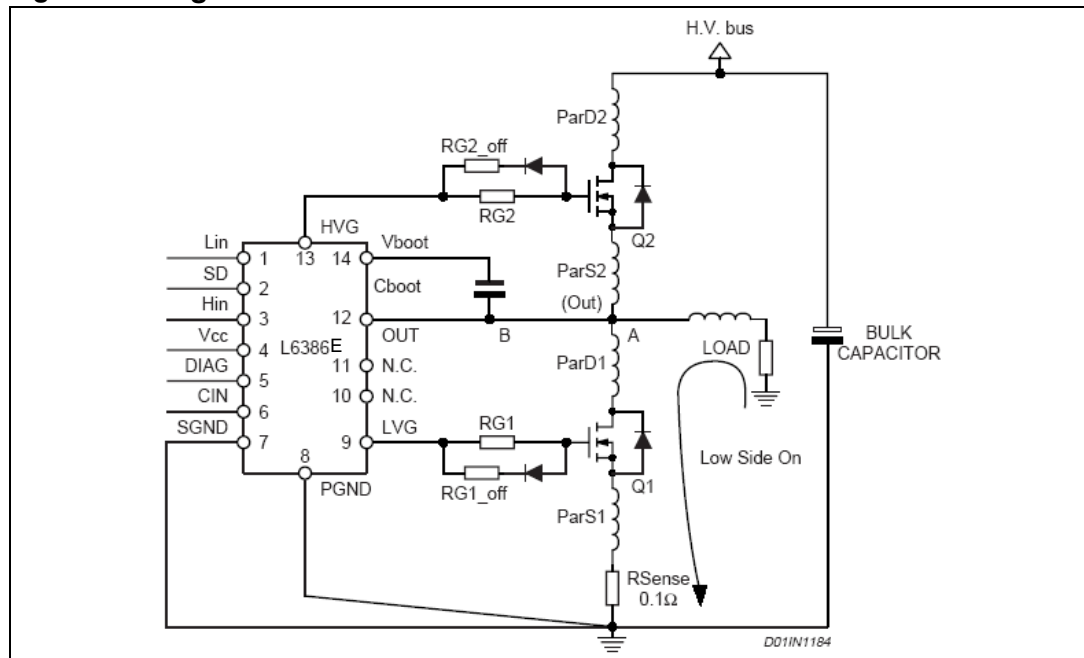 H.V. bus
ParD2
RG2_off
RG2
Q2
HVG
Vboot
Lin
1
13
14
SD
2
Cboot
ParS2
(Out)
Hin
3
12
OUT
B
A
LOAD
BULK
CAPACITOR
Vcc
4
L6386E
11
N.C.
ParD1
DIAG
5
10
N.C.
CIN
6
SGND
7
9
LVG
RG1
Low Side On
8
PGND
RG1_off
Q1
ParS1
RSense
0.1Ω
D01IN1184